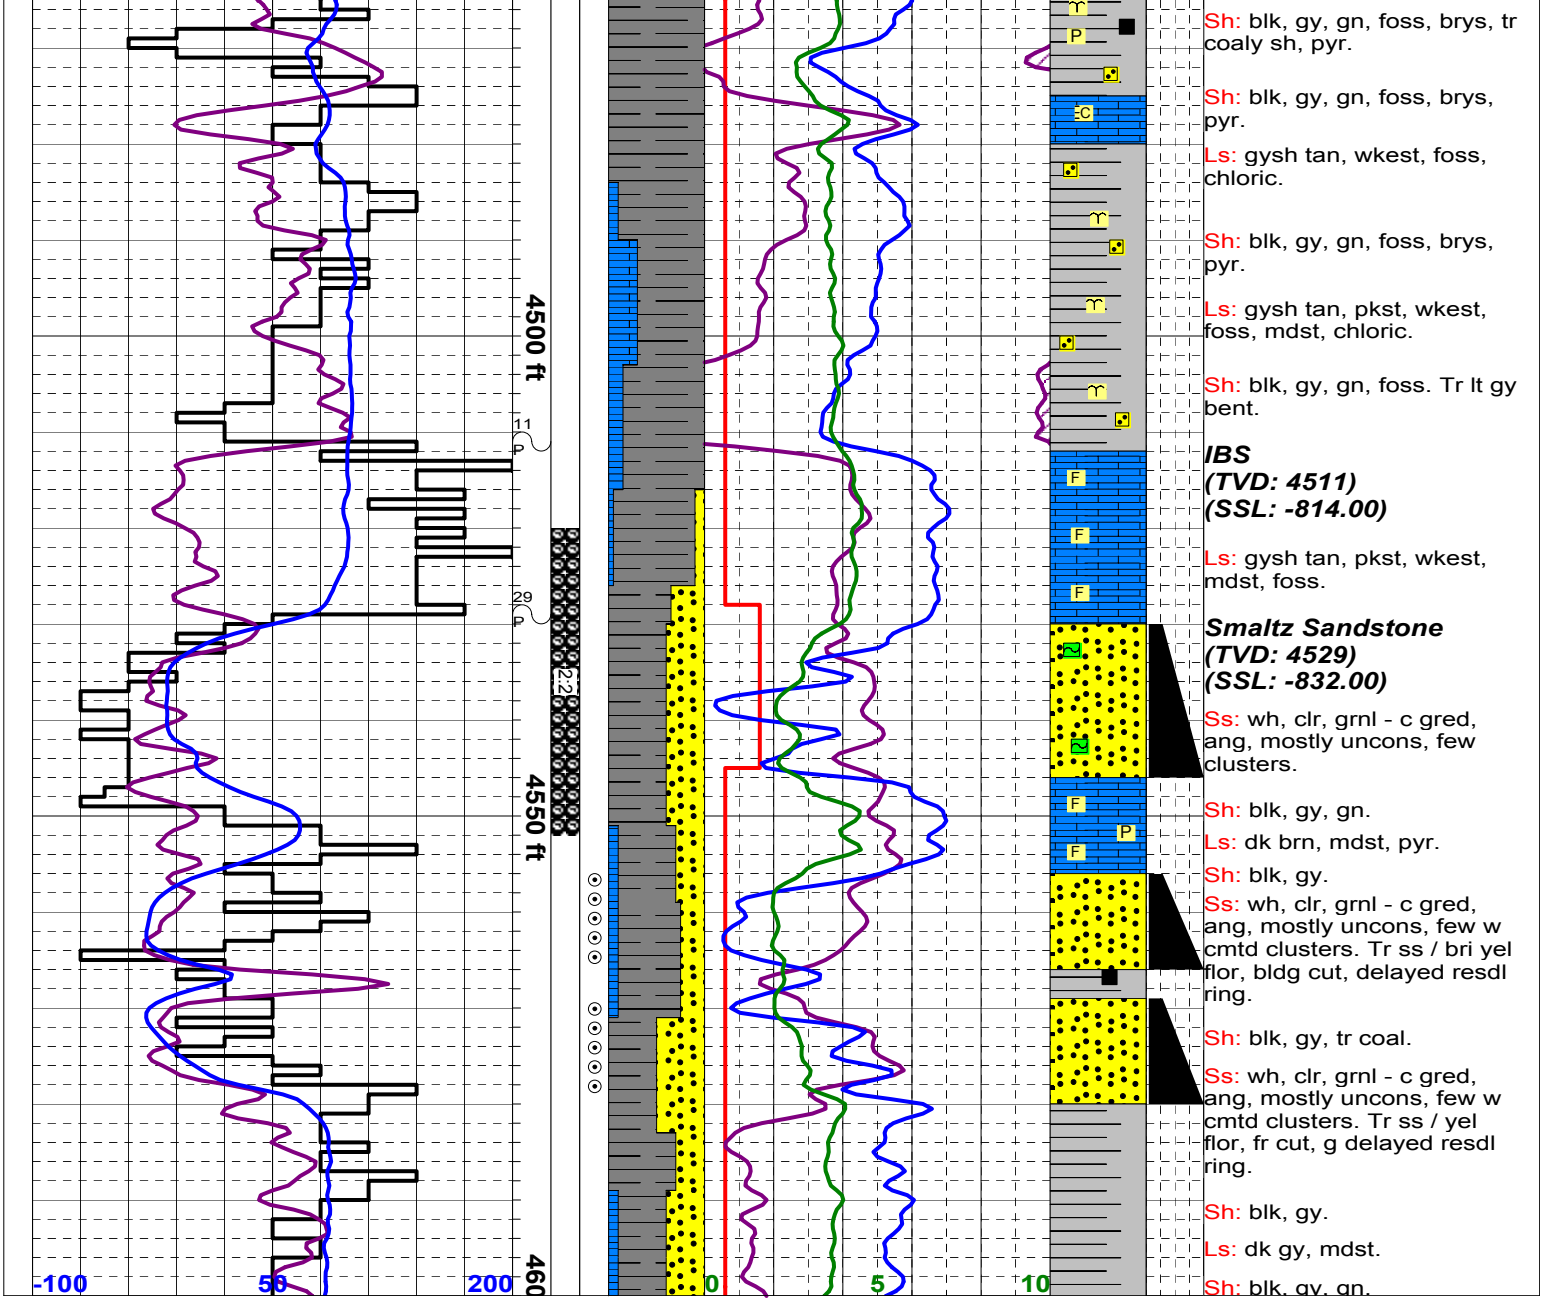 Sh: blk, gy, gn, foss, brys, tr
coaly sh, pyr.
Sh: blk, gy, gn, foss, brys,
pyr.
Ls: gysh tan, wkest, foss,
chloric.
Sh: blk, gy, gn, foss, brys,
pyr.
Ls: gysh tan, pkst, wkest,
foss, mdst, chloric.
Sh: blk, gy, gn, foss. Tr lt gy
bent.
IBS
(TVD: 4511)
(SSL: -814.00)
Ls: gysh tan, pkst, wkest,
mdst, foss.
Smaltz Sandstone
(TVD: 4529)
(SSL: -832.00)
Ss: wh, clr, grnl - c gred,
ang, mostly uncons, few
clusters.
Sh: blk, gy, gn.
Ls: dk brn, mdst, pyr.
Sh: blk, gy.
Ss: wh, clr, grnl - c gred,
ang, mostly uncons, few w
cmtd clusters. Tr ss / bri yel
flor, bldg cut, delayed resdl
ring.
Sh: blk, gy, tr coal.
Ss: wh, clr, grnl - c gred,
ang, mostly uncons, few w
cmtd clusters. Tr ss / yel
flor, fr cut, g delayed resdl
ring.
Sh: blk, gy.
Ls: dk gy, mdst.
Sh: blk, gy, gn.
4500 ft
4550 ft
460
11
P
29
P
2:2
P
C
F
F
F
F
P
F
-100 50 200
0 5 10